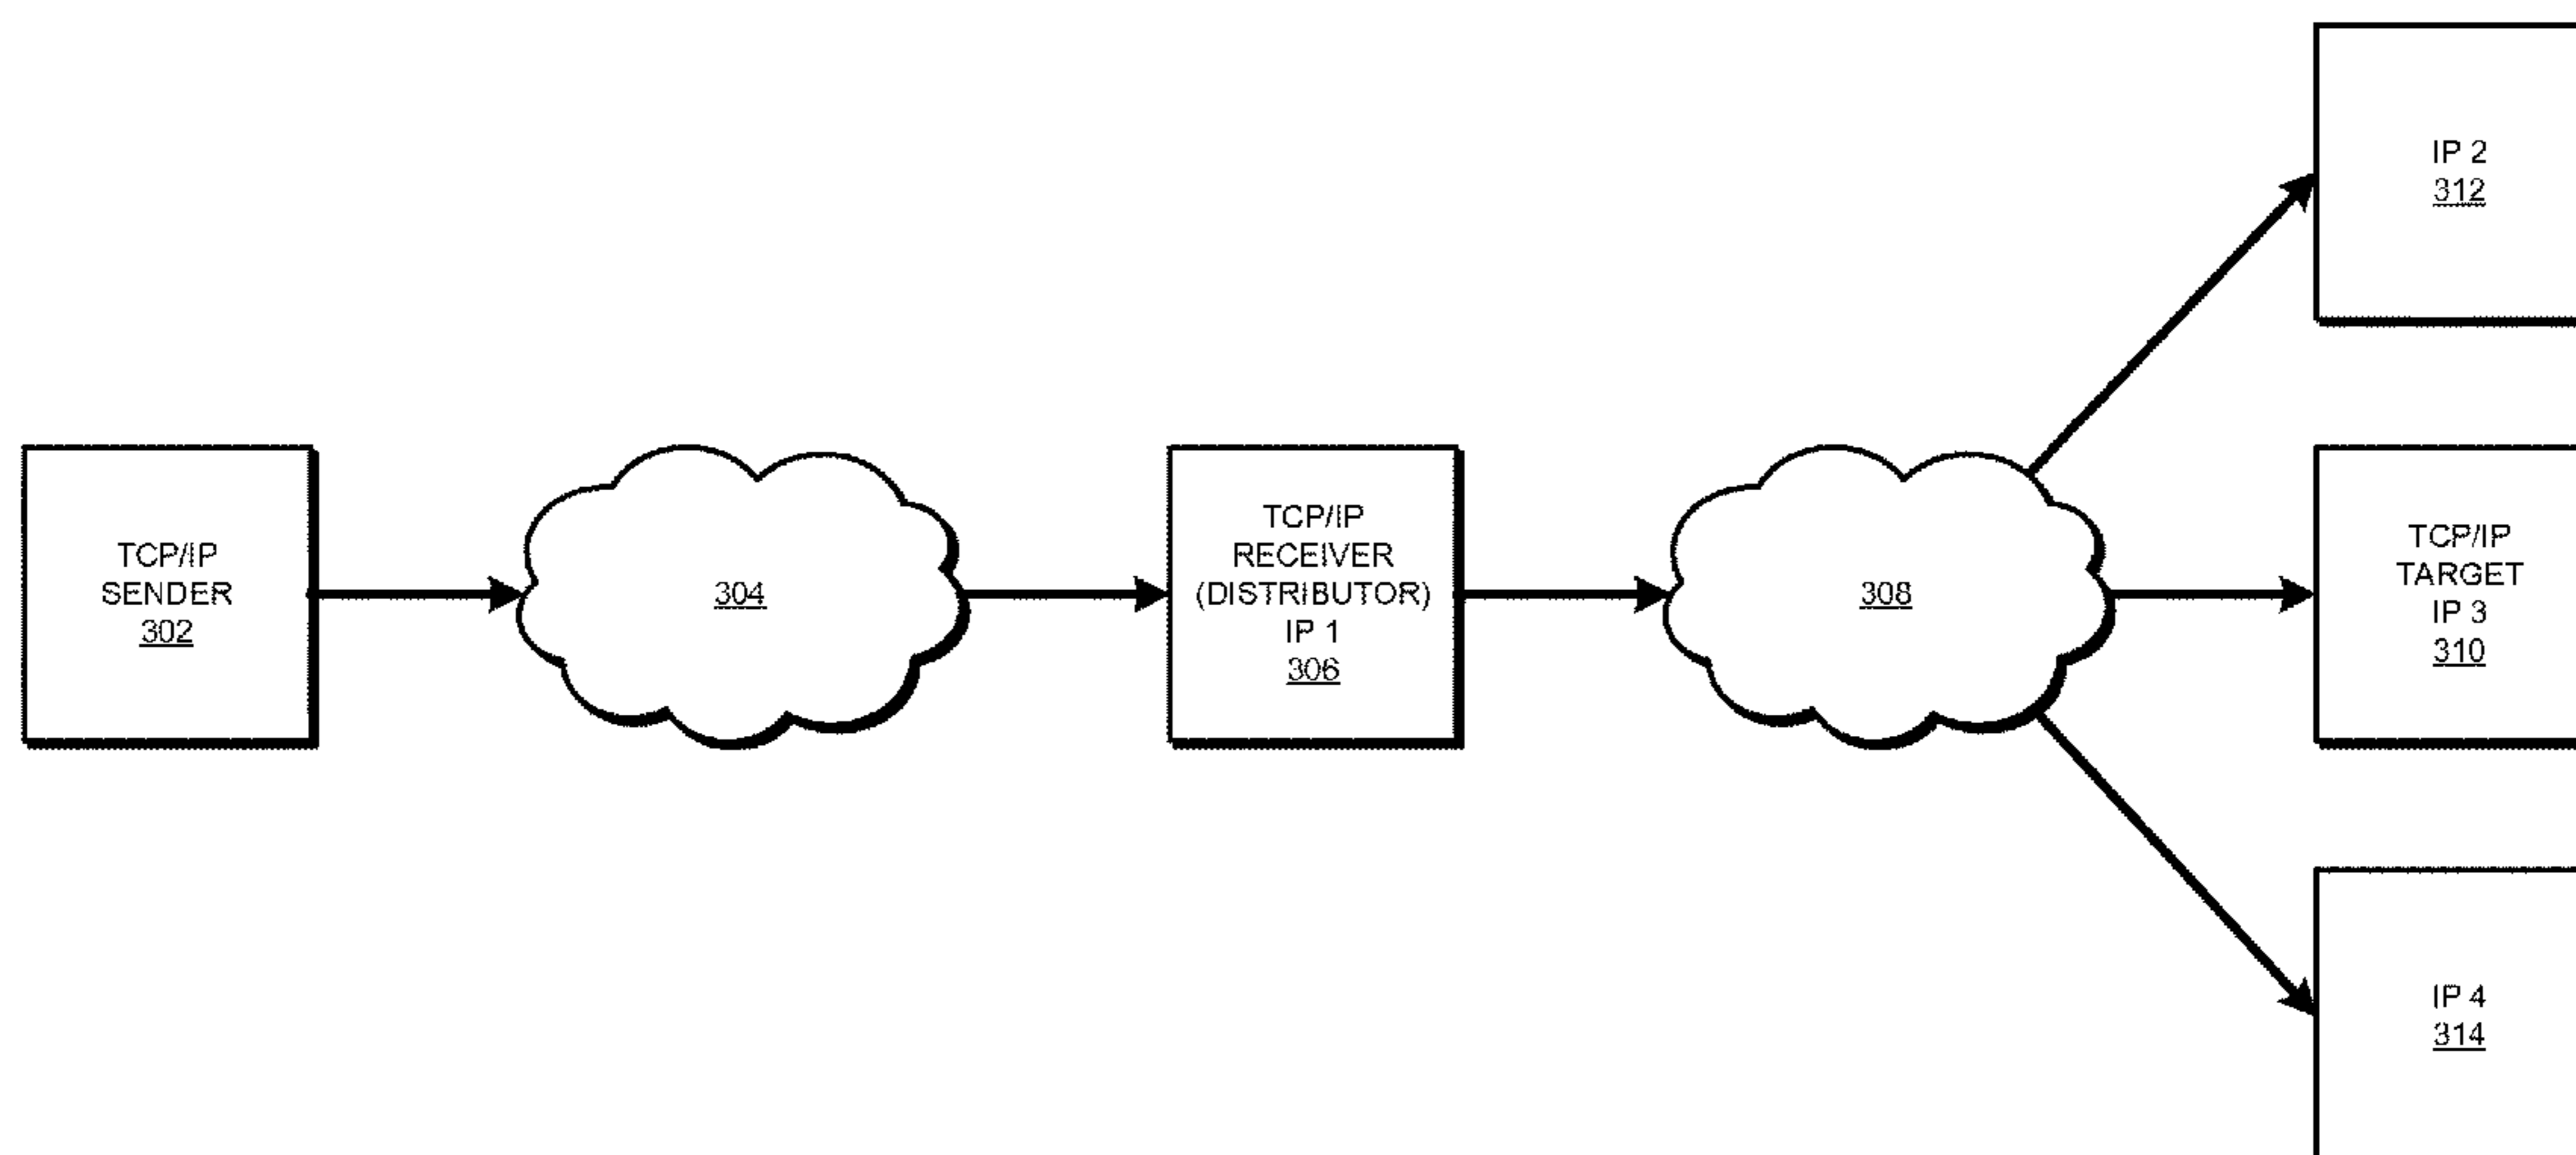 TCP/IP
SENDER
302
304
TCP/IP
RECEIVER
(DISTRIBUTOR)
IP 1
306
308
IP 2
312
TCP/IP
TARGET
IP 3
310
IP 4
314